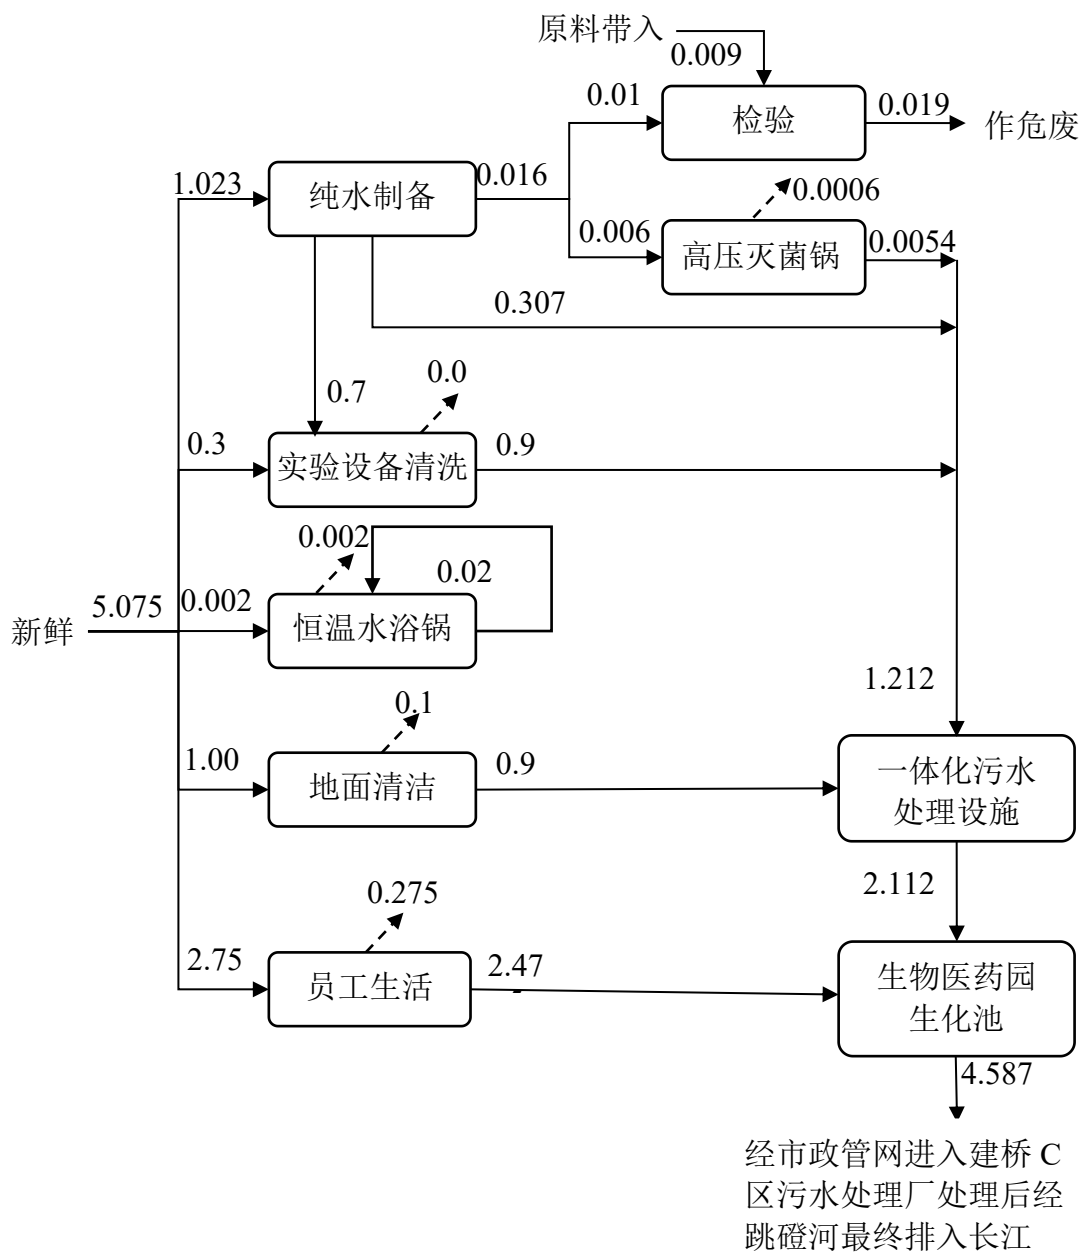 原料带入
0.009
0.01
检验
0.019
作危废
1.023
纯水制备
0.016
0.0006
0.006
高压灭菌锅
0.0054
0.307
0.7
0.0
0.3
实验设备清洗
0.9
0.002
0.02
新鲜
5.075
0.002
恒温水浴锅
0.1
1.212
1.00
地面清洁
0.9
一体化污水
处理设施
0.275
2.112
2.75
员工生活
2.47
生物医药园
生化池
4.587
经市政管网进入建桥 C
区污水处理厂处理后经
跳磴河最终排入长江